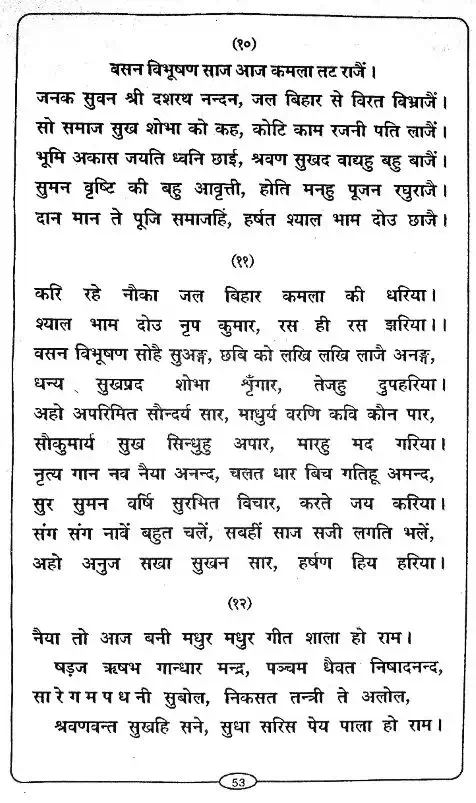 (१०)
बसन विभूषण साज आज कमला तट राजैं।
जनक सुवन श्री दशरथ नन्दन, जल बिहार से विरत विभ्राजैं।
सो समाज सुख शोभा को कह, कोटि काम रजनी पति लाजैं।
भूमि अकास जयति ध्वनि छाई, श्रवण सुखद वाद्यहु बहु बाजैं।
सुमन वृष्टि की बहु आवृत्ती, होति मनहु पूजन रघुराजै।
दान मान ते पूजि समाजहिं, हर्षत श्याल भाम दोउ छाजै।
(११)
करि रहे नौका जल बिहार कमला की धरिया।
श्याल भाम दोउ नृप कुमार, रस ही रस झरिया।।
वसन विभूषण सोहै सुअङ्ग, छबि को लखि लखि लाजै अनङ्ग,
धन्य सुखप्रद शोभा श्रृँगार, तेजहु दुपहरिया।
अहो अपरिमित सौन्दर्य सार, माधुर्य वरणि कवि कौन पार,
सौकुमार्य सुख सिन्धुहु अपार, मारहु मद गरिया।
नृत्य गान नव नैया अनन्द, चलत धार बिच गतिहू अमन्द,
सुर सुमन वर्षि सुरभित विचार, करते जय करिया।
संग संग नावें बहुत चलें, सबहीं साज सजी लगति भलें,
अहो अनुज सखा सुखन सार, हर्षण हिय हरिया।
(१२)
नैया तो आज बनी मधुर मधुर गीत शाला हो राम।
षड़ज ऋषभ गान्धार मन्द्र, पञ्चम धैवत निषादनन्द,
सा रे ग म प ध नी सुबोल, निकसत तन्त्री ते अलोल,
श्रवणवन्त सुखहि सने, सुधा सरिस पेय पाला हो राम।
53